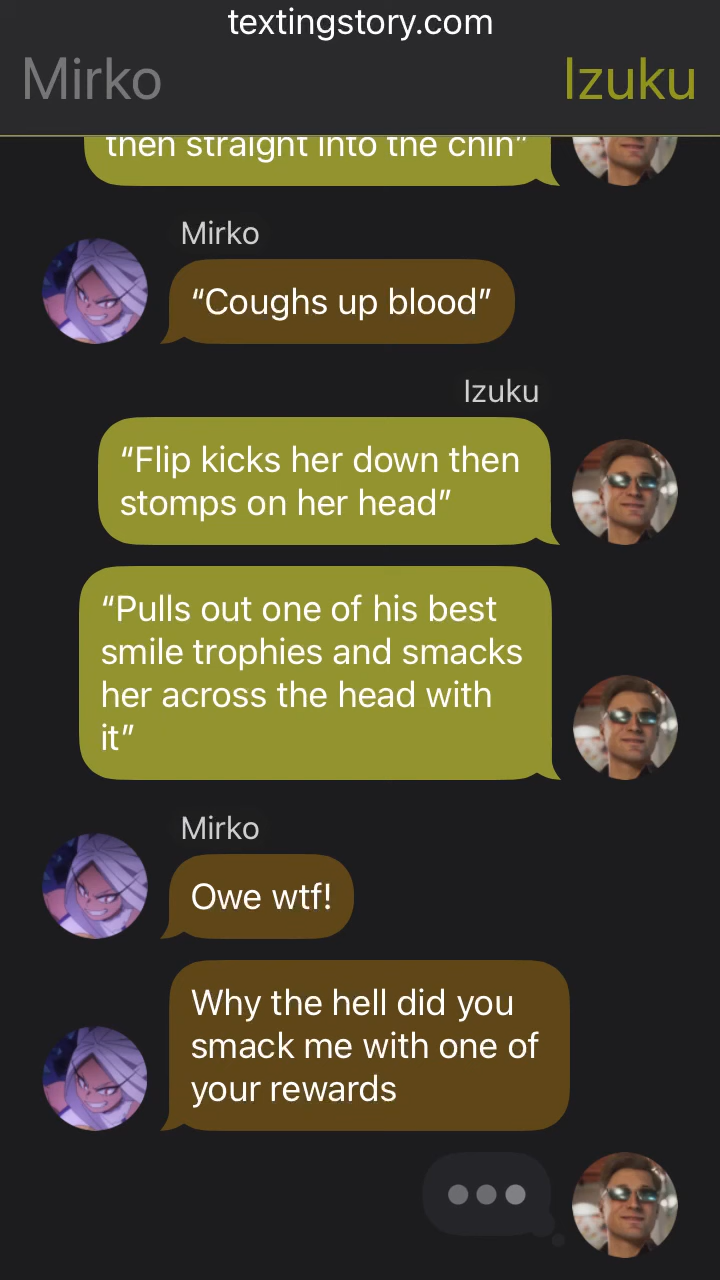 textingstory.com
Mirko
Izuku
then straight into the chin”
Mirko
“Coughs up blood”
Izuku
“Flip kicks her down then
stomps on her head”
“Pulls out one of his best
smile trophies and smacks
her across the head with
it”
Mirko
Owe wtf!
Why the hell did you
smack me with one of
your rewards